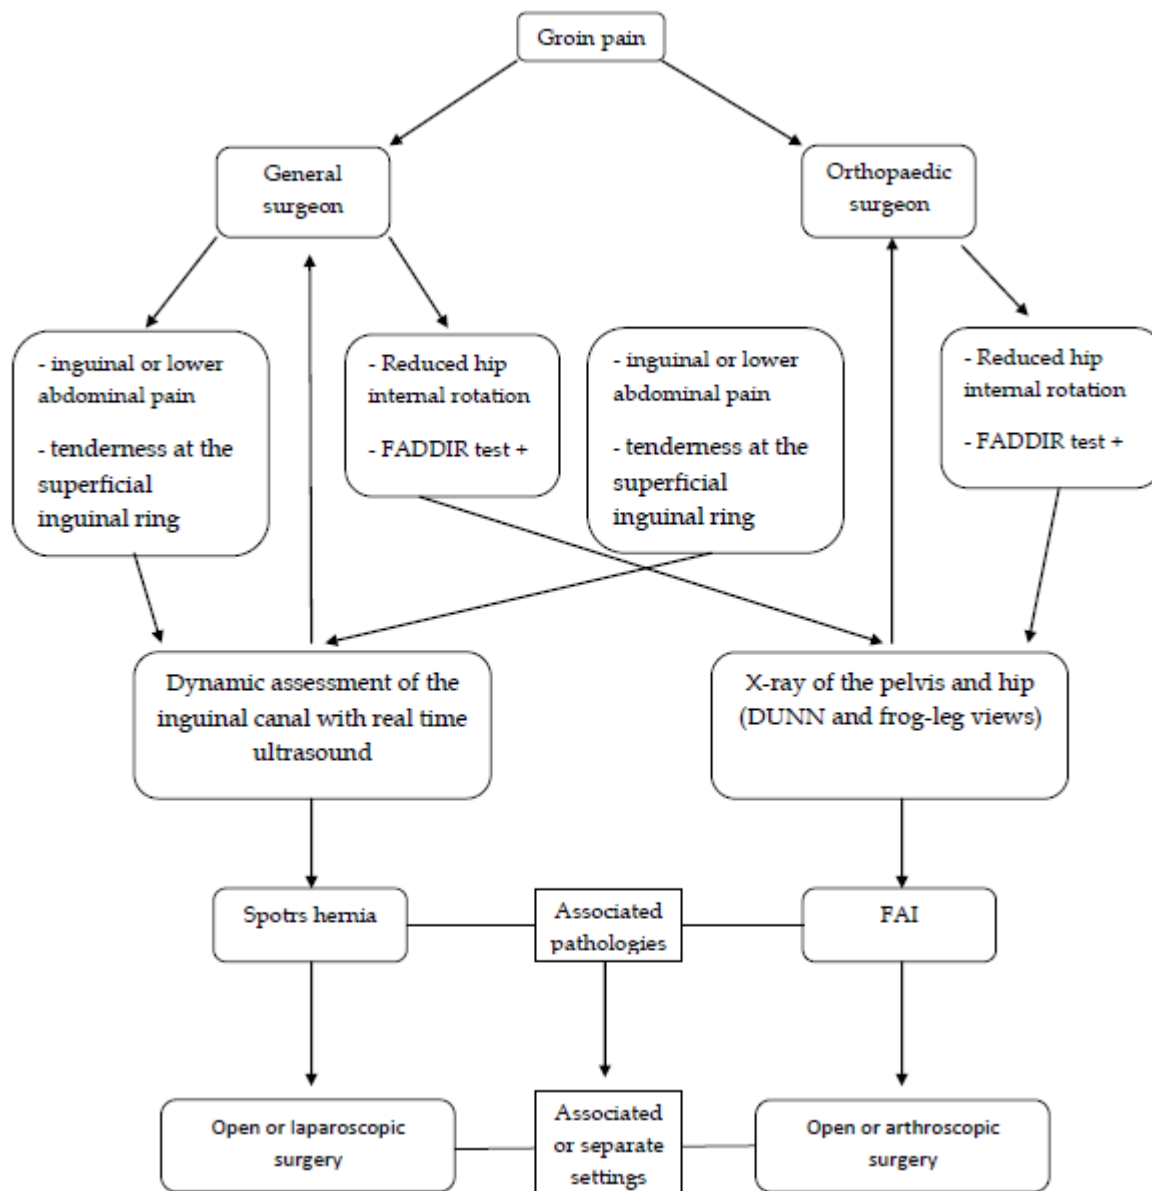 Groin pain
General
surgeon
Orthopaedic
surgeon
- inguinal or lower
abdominal pain
- tenderness at the
superficial
inguinal ring
- Reduced hip
internal rotation
- FADDIR test +
- inguinal or lower
abdominal pain
- tenderness at the
superficial
inguinal ring
- Reduced hip
internal rotation
- FADDIR test +
Dynamic assessment of the
inguinal canal with real time
ultrasound
X-ray of the pelvis and hip
(DUNN and frog-leg views)
Spotrs hernia
Associated
pathologies
FAI
Open or laparoscopic
surgery
Associated
or separate
settings
Open or arthroscopic
surgery